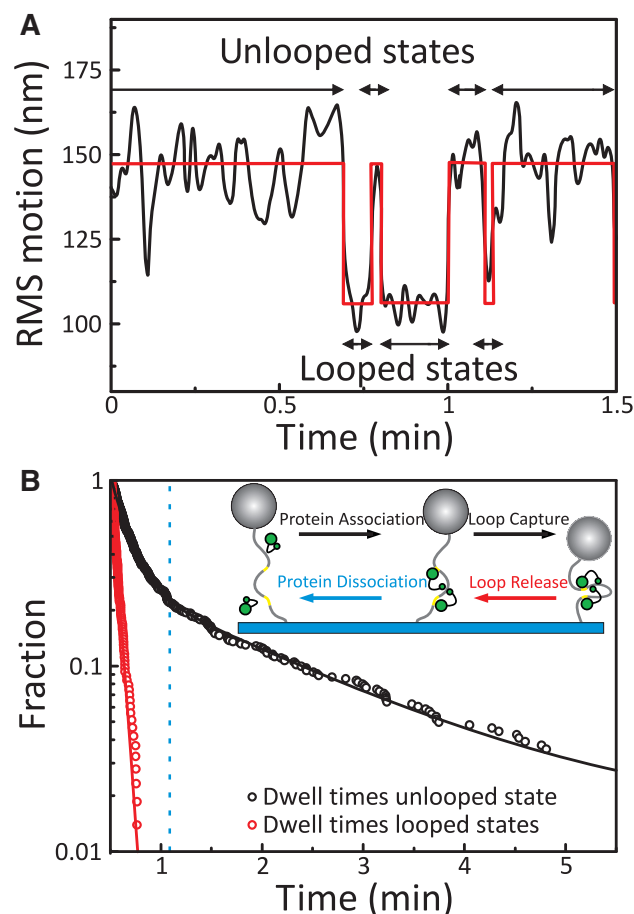 A
Unlooped states
175
150
125
100
RMS motion (nm)
Looped states
0
0.5
1
1.5
Time (min)
B
1
0.1
0.01
Fraction
Protein Association
Loop Capture
Protein Dissociation
Loop Release
Dwell times unlooped state
Dwell times looped states
1
2
3
4
5
Time (min)